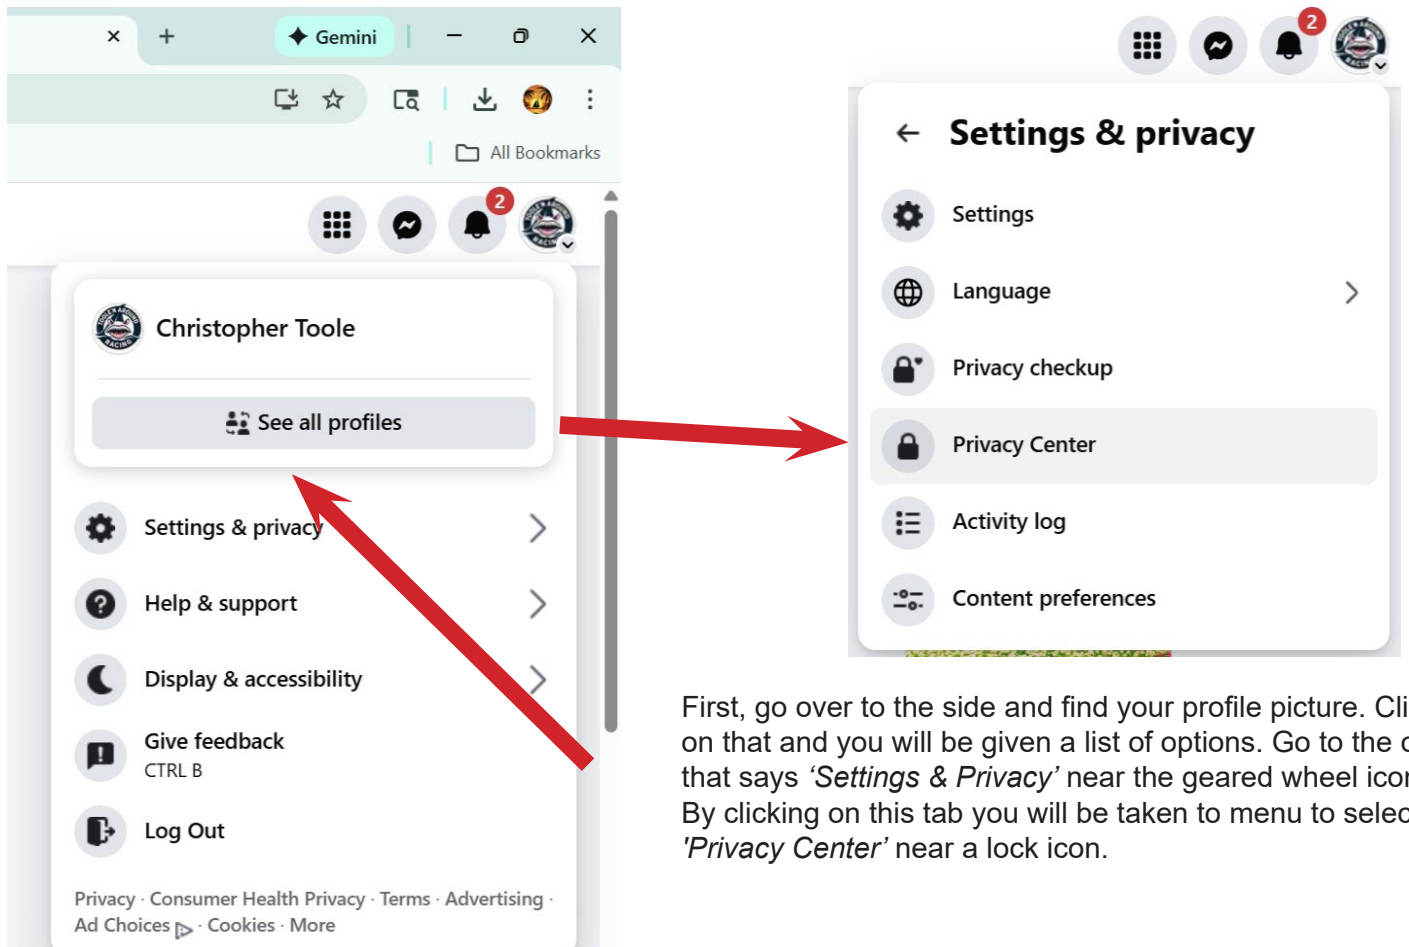 Gemini
All Bookmarks
2
Christopher Toole
See all profiles
Settings & privacy
Help & support
Display & accessibility
Give feedback
CTRL B
Log Out
Privacy · Consumer Health Privacy · Terms · Advertising ·
Ad Choices · Cookies · More
2
Settings & privacy
Settings
Language
Privacy checkup
Privacy Center
Activity log
Content preferences
First, go over to the side and find your profile picture. Cli
on that and you will be given a list of options. Go to the
that says ‘Settings & Privacy’ near the geared wheel
By clicking on this tab you will be taken to menu to selec
'Privacy Center’ near a lock icon.